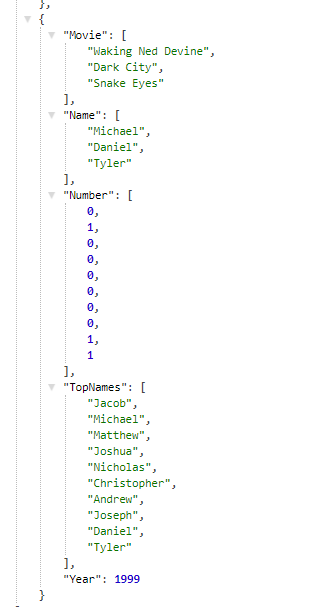 },
{
"Movie": [
"Waking Ned Devine",
"Dark City",
"Snake Eyes"
],
"Name": [
"Michael",
"Daniel",
"Tyler"
],
"Number": [
0,
1,
0,
0,
0,
0,
0,
0,
1,
1
],
"TopNames": [
"Jacob",
"Michael",
"Matthew",
"Joshua",
"Nicholas",
"Christopher",
"Andrew",
"Joseph",
"Daniel",
"Tyler"
],
"Year": 1999
}